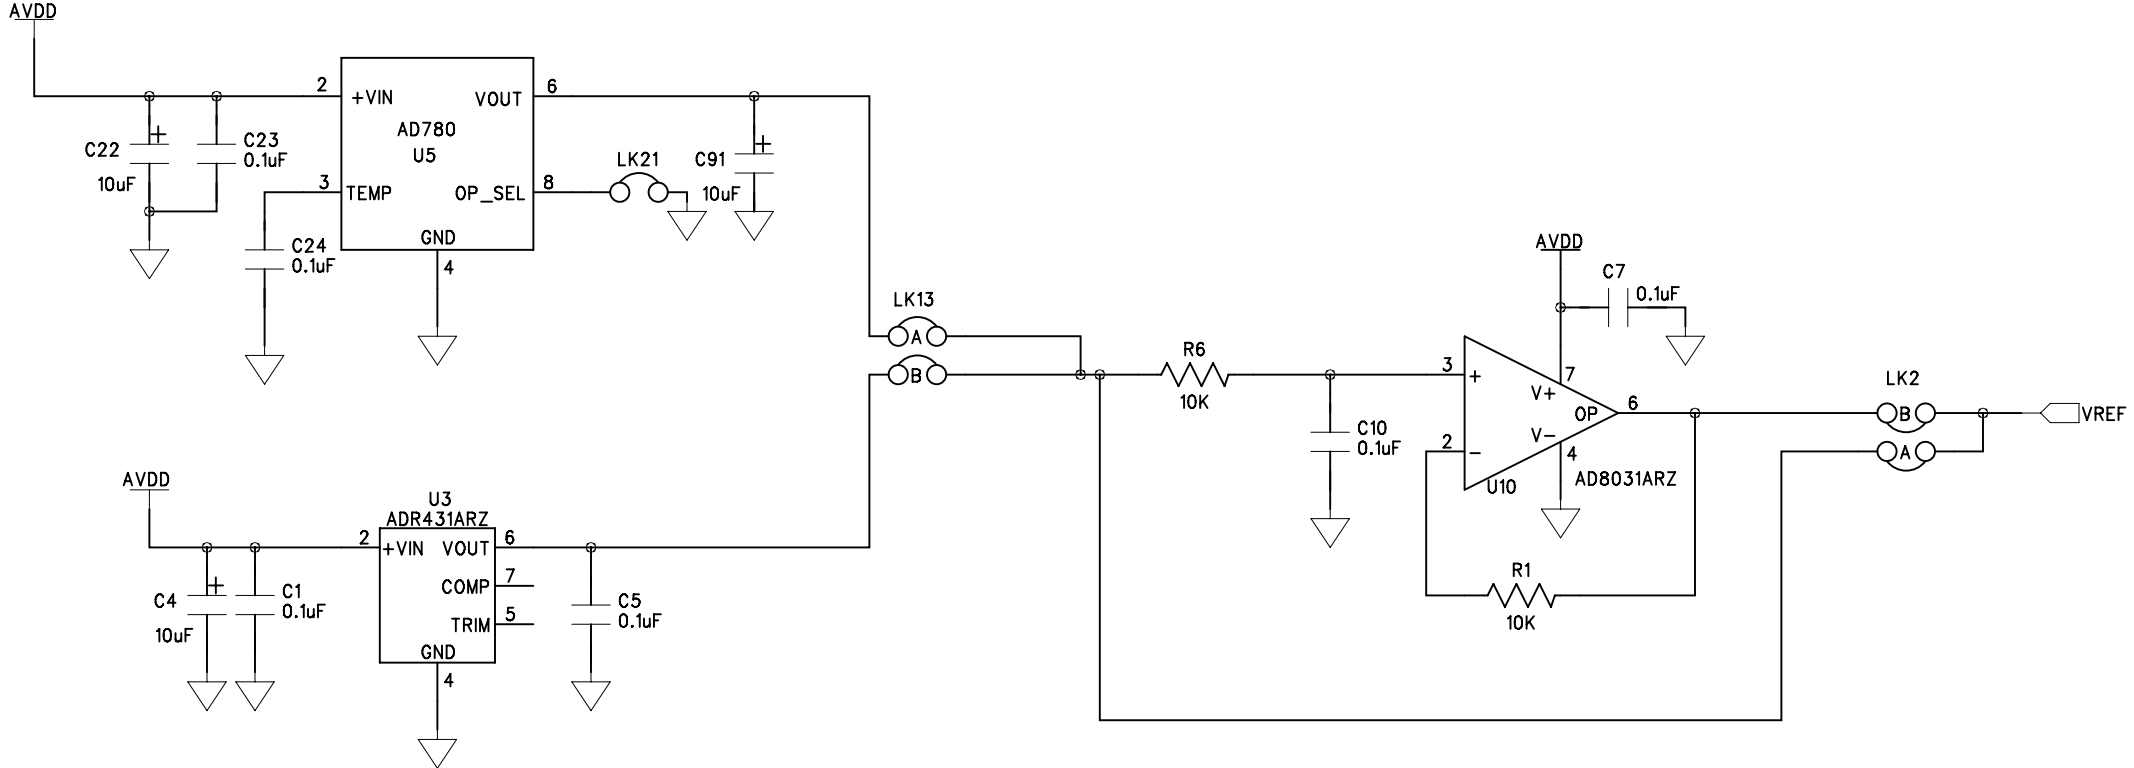 AVDD
2
+VIN
VOUT
6
AD780
U5
C22
+
10uF
C23
0.1uF
3
TEMP
OP_SEL
8
LK21
C91
+
10uF
GND
4
C24
0.1uF
LK13
A
B
R6
10K
C10
0.1uF
AVDD
C7
0.1uF
3
+
7
V+
OP
6
V-
2
-
4
U10
AD8031ARZ
R1
10K
LK2
B
A
VREF
AVDD
U3
ADR431ARZ
2
+VIN
VOUT
6
COMP
7
TRIM
5
GND
4
C4
+
10uF
C1
0.1uF
C5
0.1uF